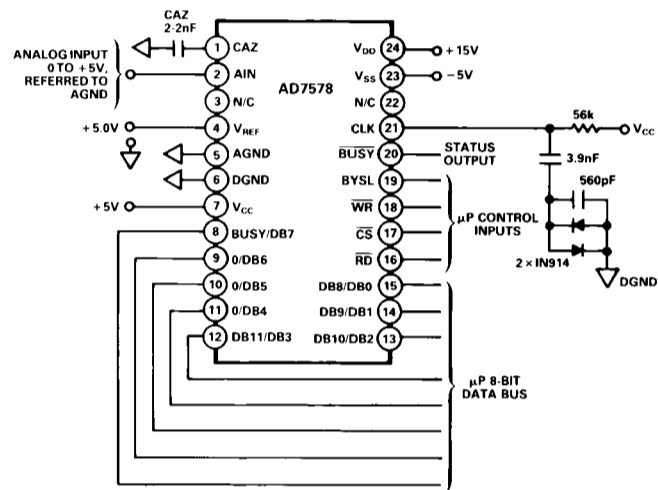 CAZ
2-2nF
ANALOG INPUT
0 TO +5V,
REFERRED TO
AGND
+5.0V
+5V
AD7578
1 CAZ
2 AIN
3 N/C
4 VREF
5 AGND
6 DGND
7 VCC
8 BUSY/DB7
9 0/DB6
10 0/DB5
11 0/DB4
12 DB11/DB3
VDD 24 +15V
VSS 23 -5V
N/C 22
CLK 21
BUSY 20
BYSL 19
WR 18
CS 17
RD 16
DB8/DB0 15
DB9/DB1 14
DB10/DB2 13
STATUS
OUTPUT
μP CONTROL
INPUTS
56k
VCC
3.9nF
560pF
2 × IN914
DGND
μP 8-BIT
DATA BUS